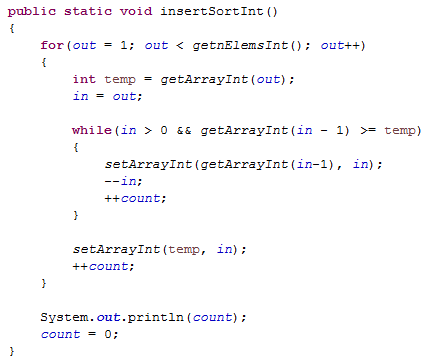 public static void insertSortInt()
{
    for(out = 1; out < getnElemsInt(); out++)
    {
        int temp = getArrayInt(out);
        in = out;

        while(in > 0 && getArrayInt(in - 1) >= temp)
        {
            setArrayInt(getArrayInt(in-1), in);
            --in;
            ++count;
        }

        setArrayInt(temp, in);
        ++count;
    }

    System.out.println(count);
    count = 0;
}